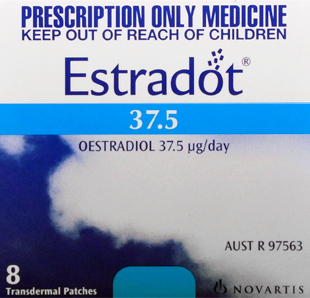 PRESCRIPTION ONLY MEDICINE
KEEP OUT OF REACH OF CHILDREN
Estradot®
37.5
OESTRADIOL 37.5 µg/day
AUST R 97563
8
Transdermal Patches
NOVARTIS